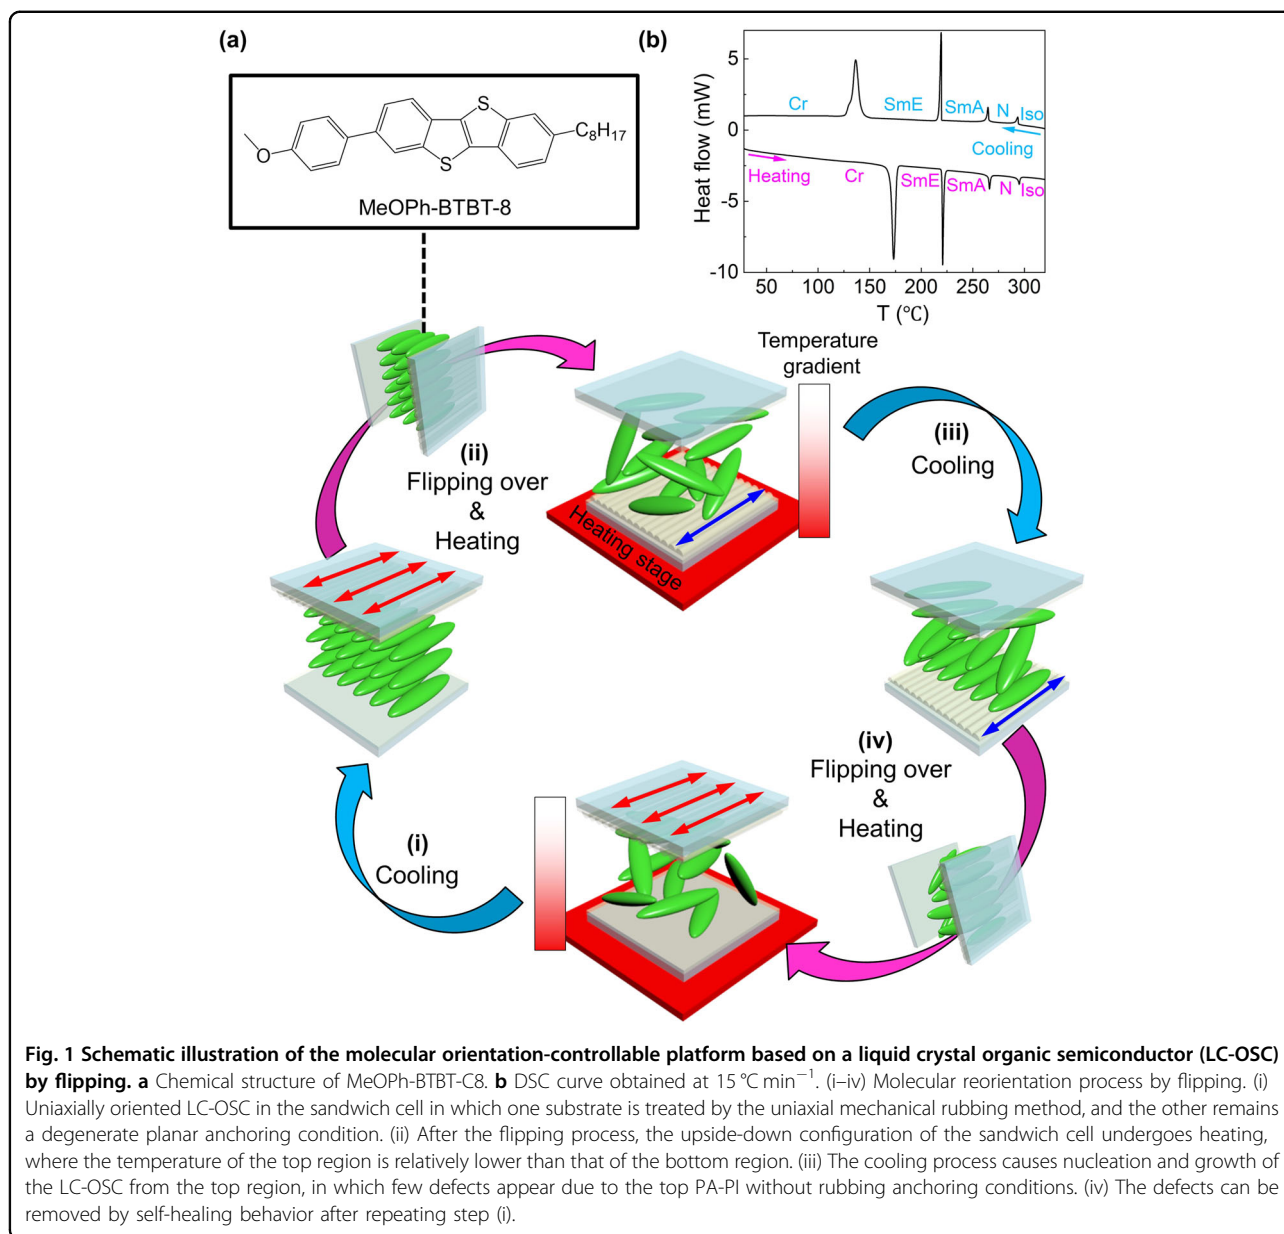 (a)
S
S
O
C8H17
MeOPh-BTBT-8
(b)
Heat flow (mW)
5
0
-5
-10
Cr
SmE
SmA
N
Iso
Cooling
Heating
Cr
SmE
SmA
N
Iso
50 100 150 200 250 300
T (℃)
Temperature
gradient
(ii)
Flipping over
&
Heating
Heating stage
(iii)
Cooling
(iv)
Flipping over
&
Heating
(i)
Cooling
Fig. 1 Schematic illustration of the molecular orientation-controllable platform based on a liquid crystal organic semiconductor (LC-OSC)
by flipping. a Chemical structure of MeOPh-BTBT-C8. b DSC curve obtained at 15 °C min−1. (i–iv) Molecular reorientation process by flipping. (i)
Uniaxially oriented LC-OSC in the sandwich cell in which one substrate is treated by the uniaxial mechanical rubbing method, and the other remains
a degenerate planar anchoring condition. (ii) After the flipping process, the upside-down configuration of the sandwich cell undergoes heating,
where the temperature of the top region is relatively lower than that of the bottom region. (iii) The cooling process causes nucleation and growth of
the LC-OSC from the top region, in which few defects appear due to the top PA-PI without rubbing anchoring conditions. (iv) The defects can be
removed by self-healing behavior after repeating step (i).